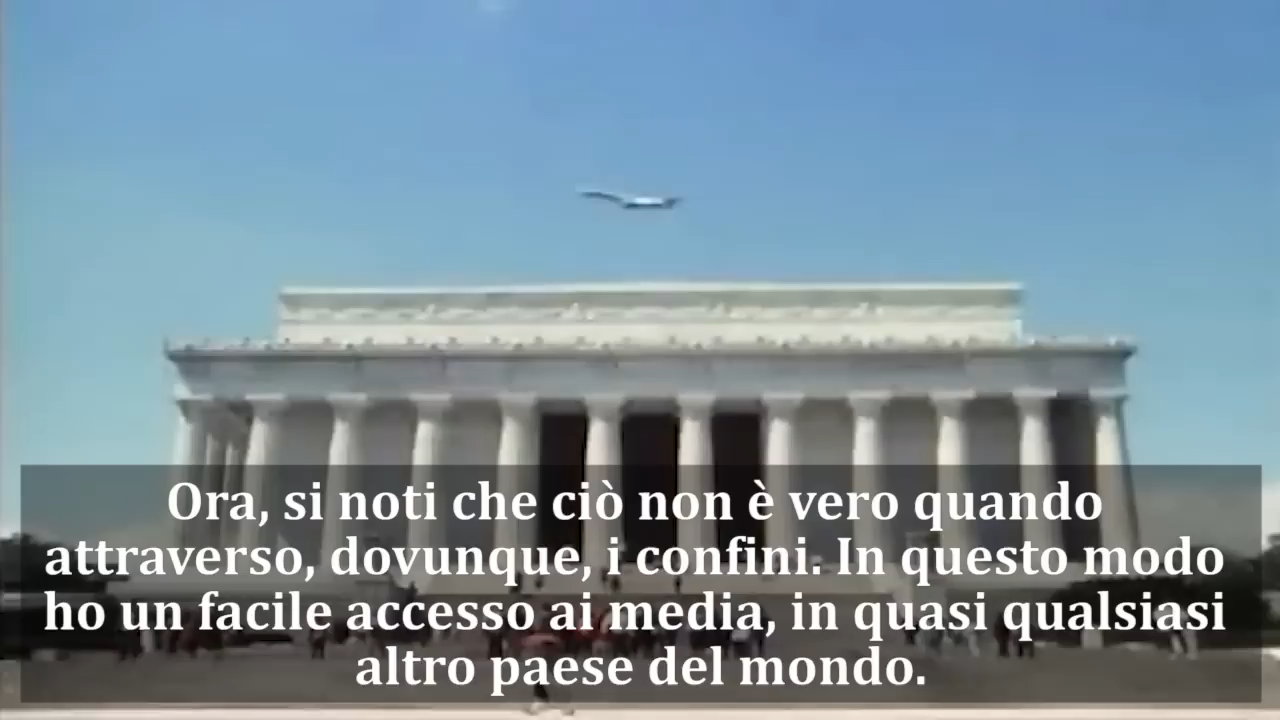 Ora, si noti che ciò non è vero quando
attraverso, dovunque, i confini. In questo modo
ho un facile accesso ai media, in quasi qualsiasi
altro paese del mondo.